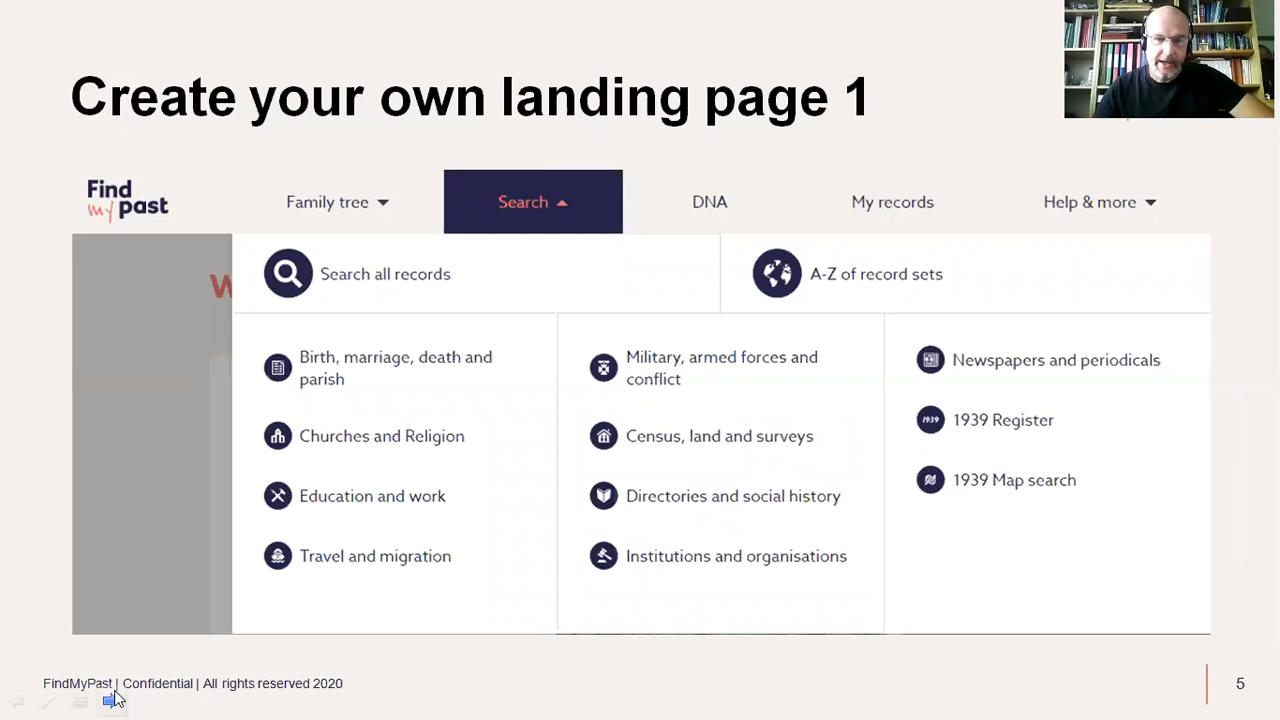 Create your own landing page 1
Find
my past
Family tree
Search
DNA
My records
Help & more
W
Search all records
A-Z of record sets
Birth, marriage, death and
parish
Churches and Religion
Education and work
Travel and migration
Military, armed forces and
conflict
Census, land and surveys
Directories and social history
Institutions and organisations
Newspapers and periodicals
1939
1939 Register
1939 Map search
FindMyPast | Confidential | All rights reserved 2020
5